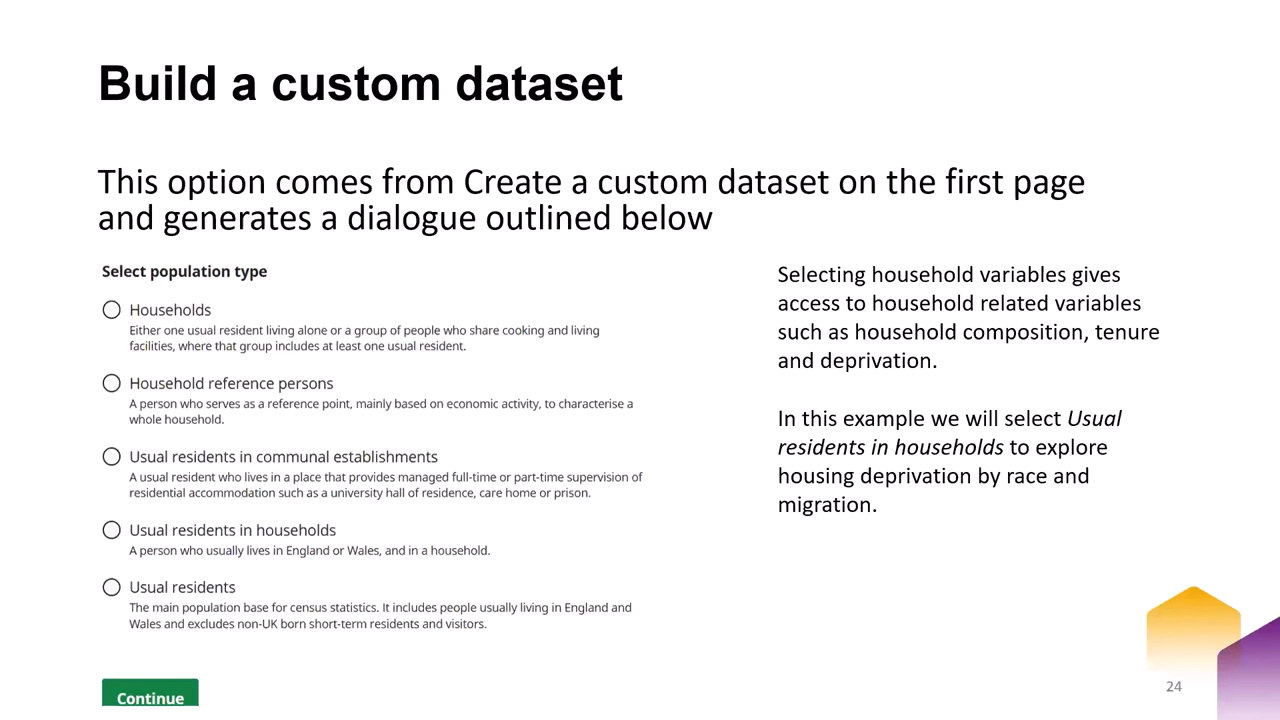 Build a custom dataset
This option comes from Create a custom dataset on the first page
and generates a dialogue outlined below
Select population type
Households
Either one usual resident living alone or a group of people who share cooking and living
facilities, where that group includes at least one usual resident.
Household reference persons
A person who serves as a reference point, mainly based on economic activity, to characterise a
whole household.
Usual residents in communal establishments
A usual resident who lives in a place that provides managed full-time or part-time supervision of
residential accommodation such as a university hall of residence, care home or prison.
Usual residents in households
A person who usually lives in England or Wales, and in a household.
Usual residents
The main population base for census statistics. It includes people usually living in England and
Wales and excludes non-UK born short-term residents and visitors.
Continue
Selecting household variables gives
access to household related variables
such as household composition, tenure
and deprivation.
In this example we will select Usual
residents in households to explore
housing deprivation by race and
migration.
24